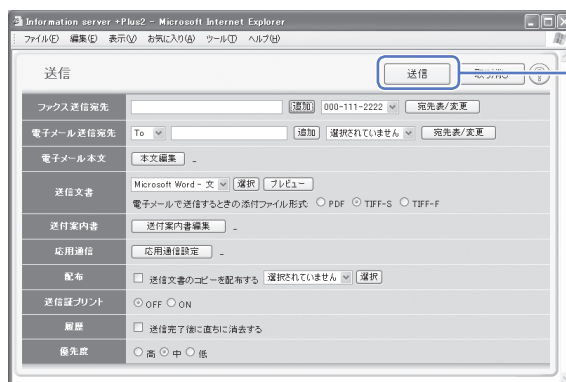 Information server +Plus2 - Microsoft Internet Explorer
ファイル(F) 編集(E) 表示(V) お気に入り(A) ツール(T) ヘルプ(H)
送信 送信
ファクス送信宛先 追加 000-111-2222 宛先表/変更
電子メール送信宛先 To 追加 選択されていません 宛先表/変更
電子メール本文 本文編集 -
送信文書 Microsoft Word - 文 選択 プレビュー
電子メールで送信するときの添付ファイル形式 PDF TIFF-S TIFF-F
送付案内書 送付案内書編集 -
応用通信 応用通信設定 -
配布 送信文書のコピーを配布する 選択されていません 選択
送信証プリント OFF ON
履歴 送信完了後に直ちに消去する
優先度 高 中 低